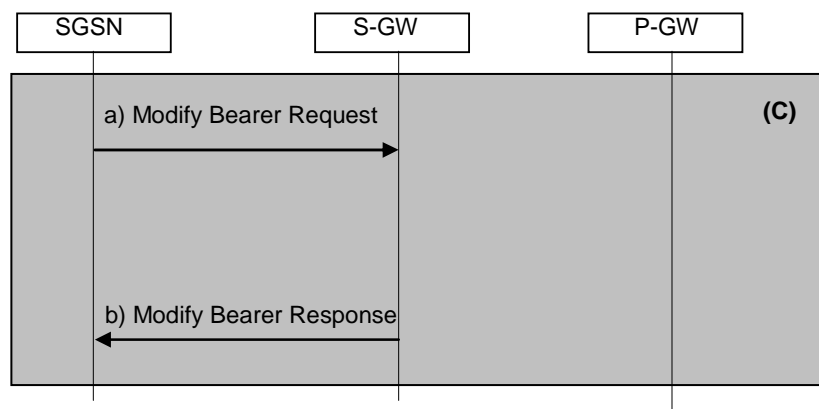 SGSN
S-GW
P-GW
(C)
a) Modify Bearer Request
b) Modify Bearer Response